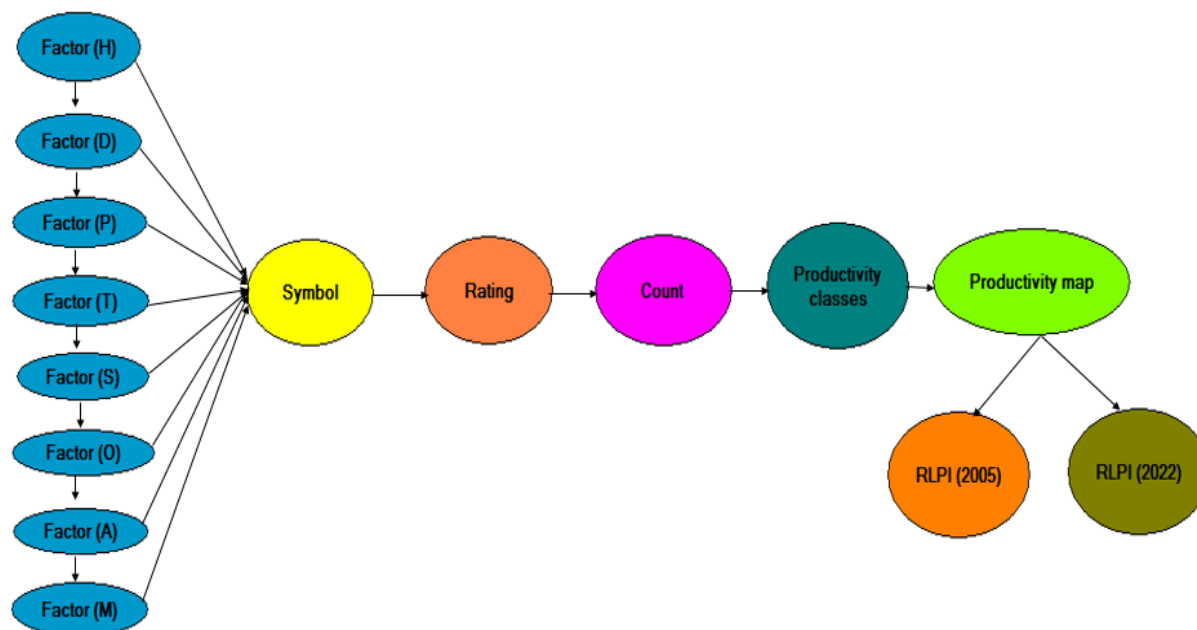 Factor (H)
Factor (D)
Factor (P)
Factor (T)
Factor (S)
Factor (O)
Factor (A)
Factor (M)
Symbol
Rating
Count
Productivity
classes
Productivity map
RLPI (2005)
RLPI (2022)